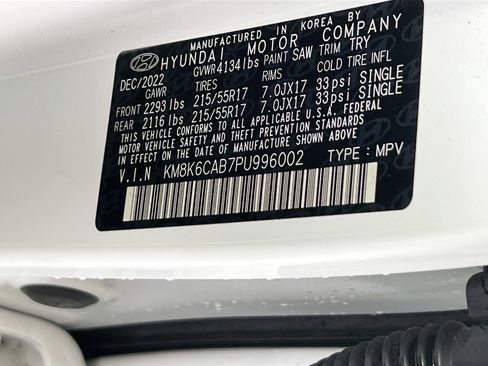 MANUFACTURED IN KOREA BY
HYUNDAI MOTOR COMPANY
DEC/2022 GVWR 4134lbs PAINT SAW TRIM TRY
GAWR TIRES RIMS COLD TIRE INFL
FRONT 2293 lbs 215/55R17 7.0JX17 33psi SINGLE
REAR 2116 lbs 215/55R17 7.0JX17 33psi SINGLE
THIS VEHICLE CONFORMS TO ALL APPLICABLE U.S.A. FEDERAL
MOTOR VEHICLE SAFETY AND THEFT PREVENTION STANDARDS
IN EFFECT ON THE DATE OF MANUFACTURE SHOWN ABOVE
V.I.N KM8K6CAB7PU996002 TYPE : MPV